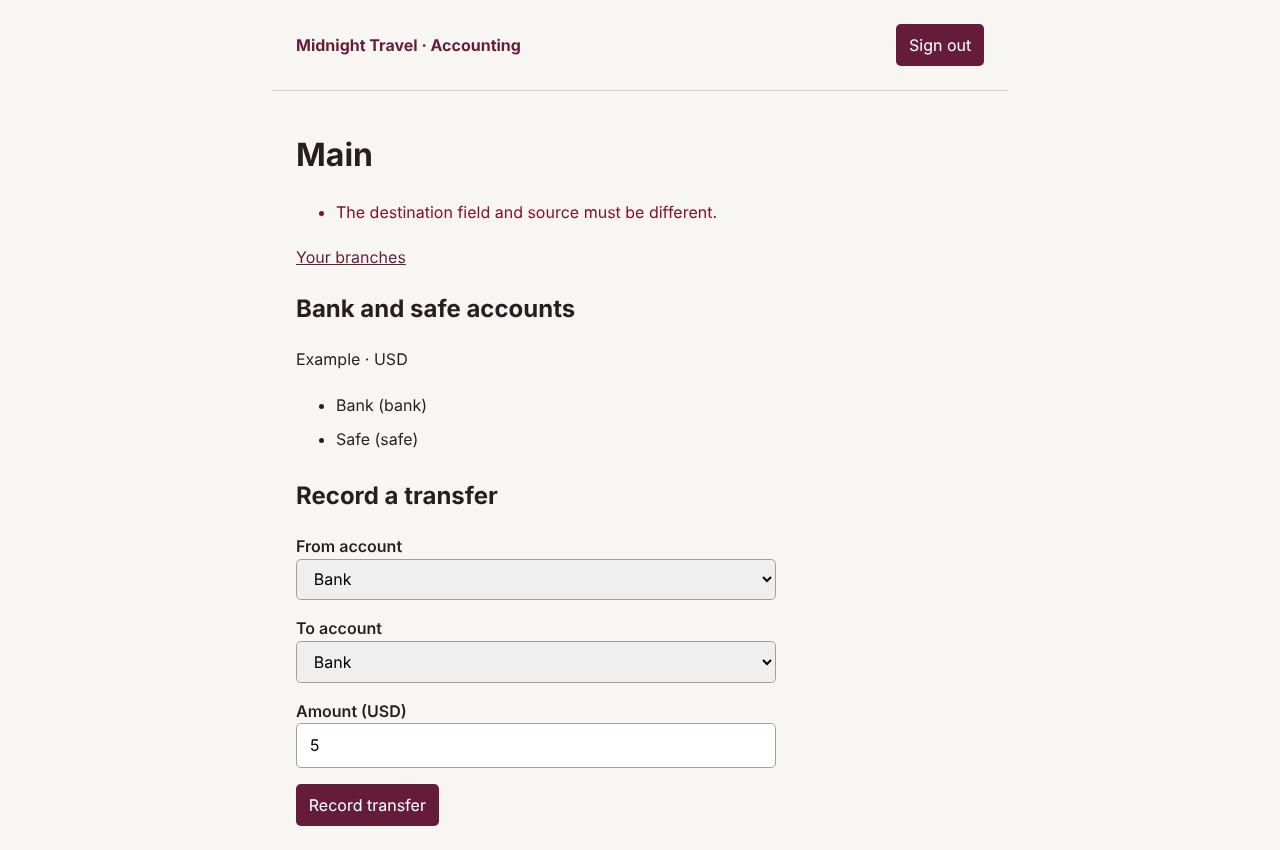 Midnight Travel · Accounting
Sign out
Main
The destination field and source must be different.
Your branches
Bank and safe accounts
Example · USD
Bank (bank)
Safe (safe)
Record a transfer
From account
Bank
To account
Bank
Amount (USD)
5
Record transfer